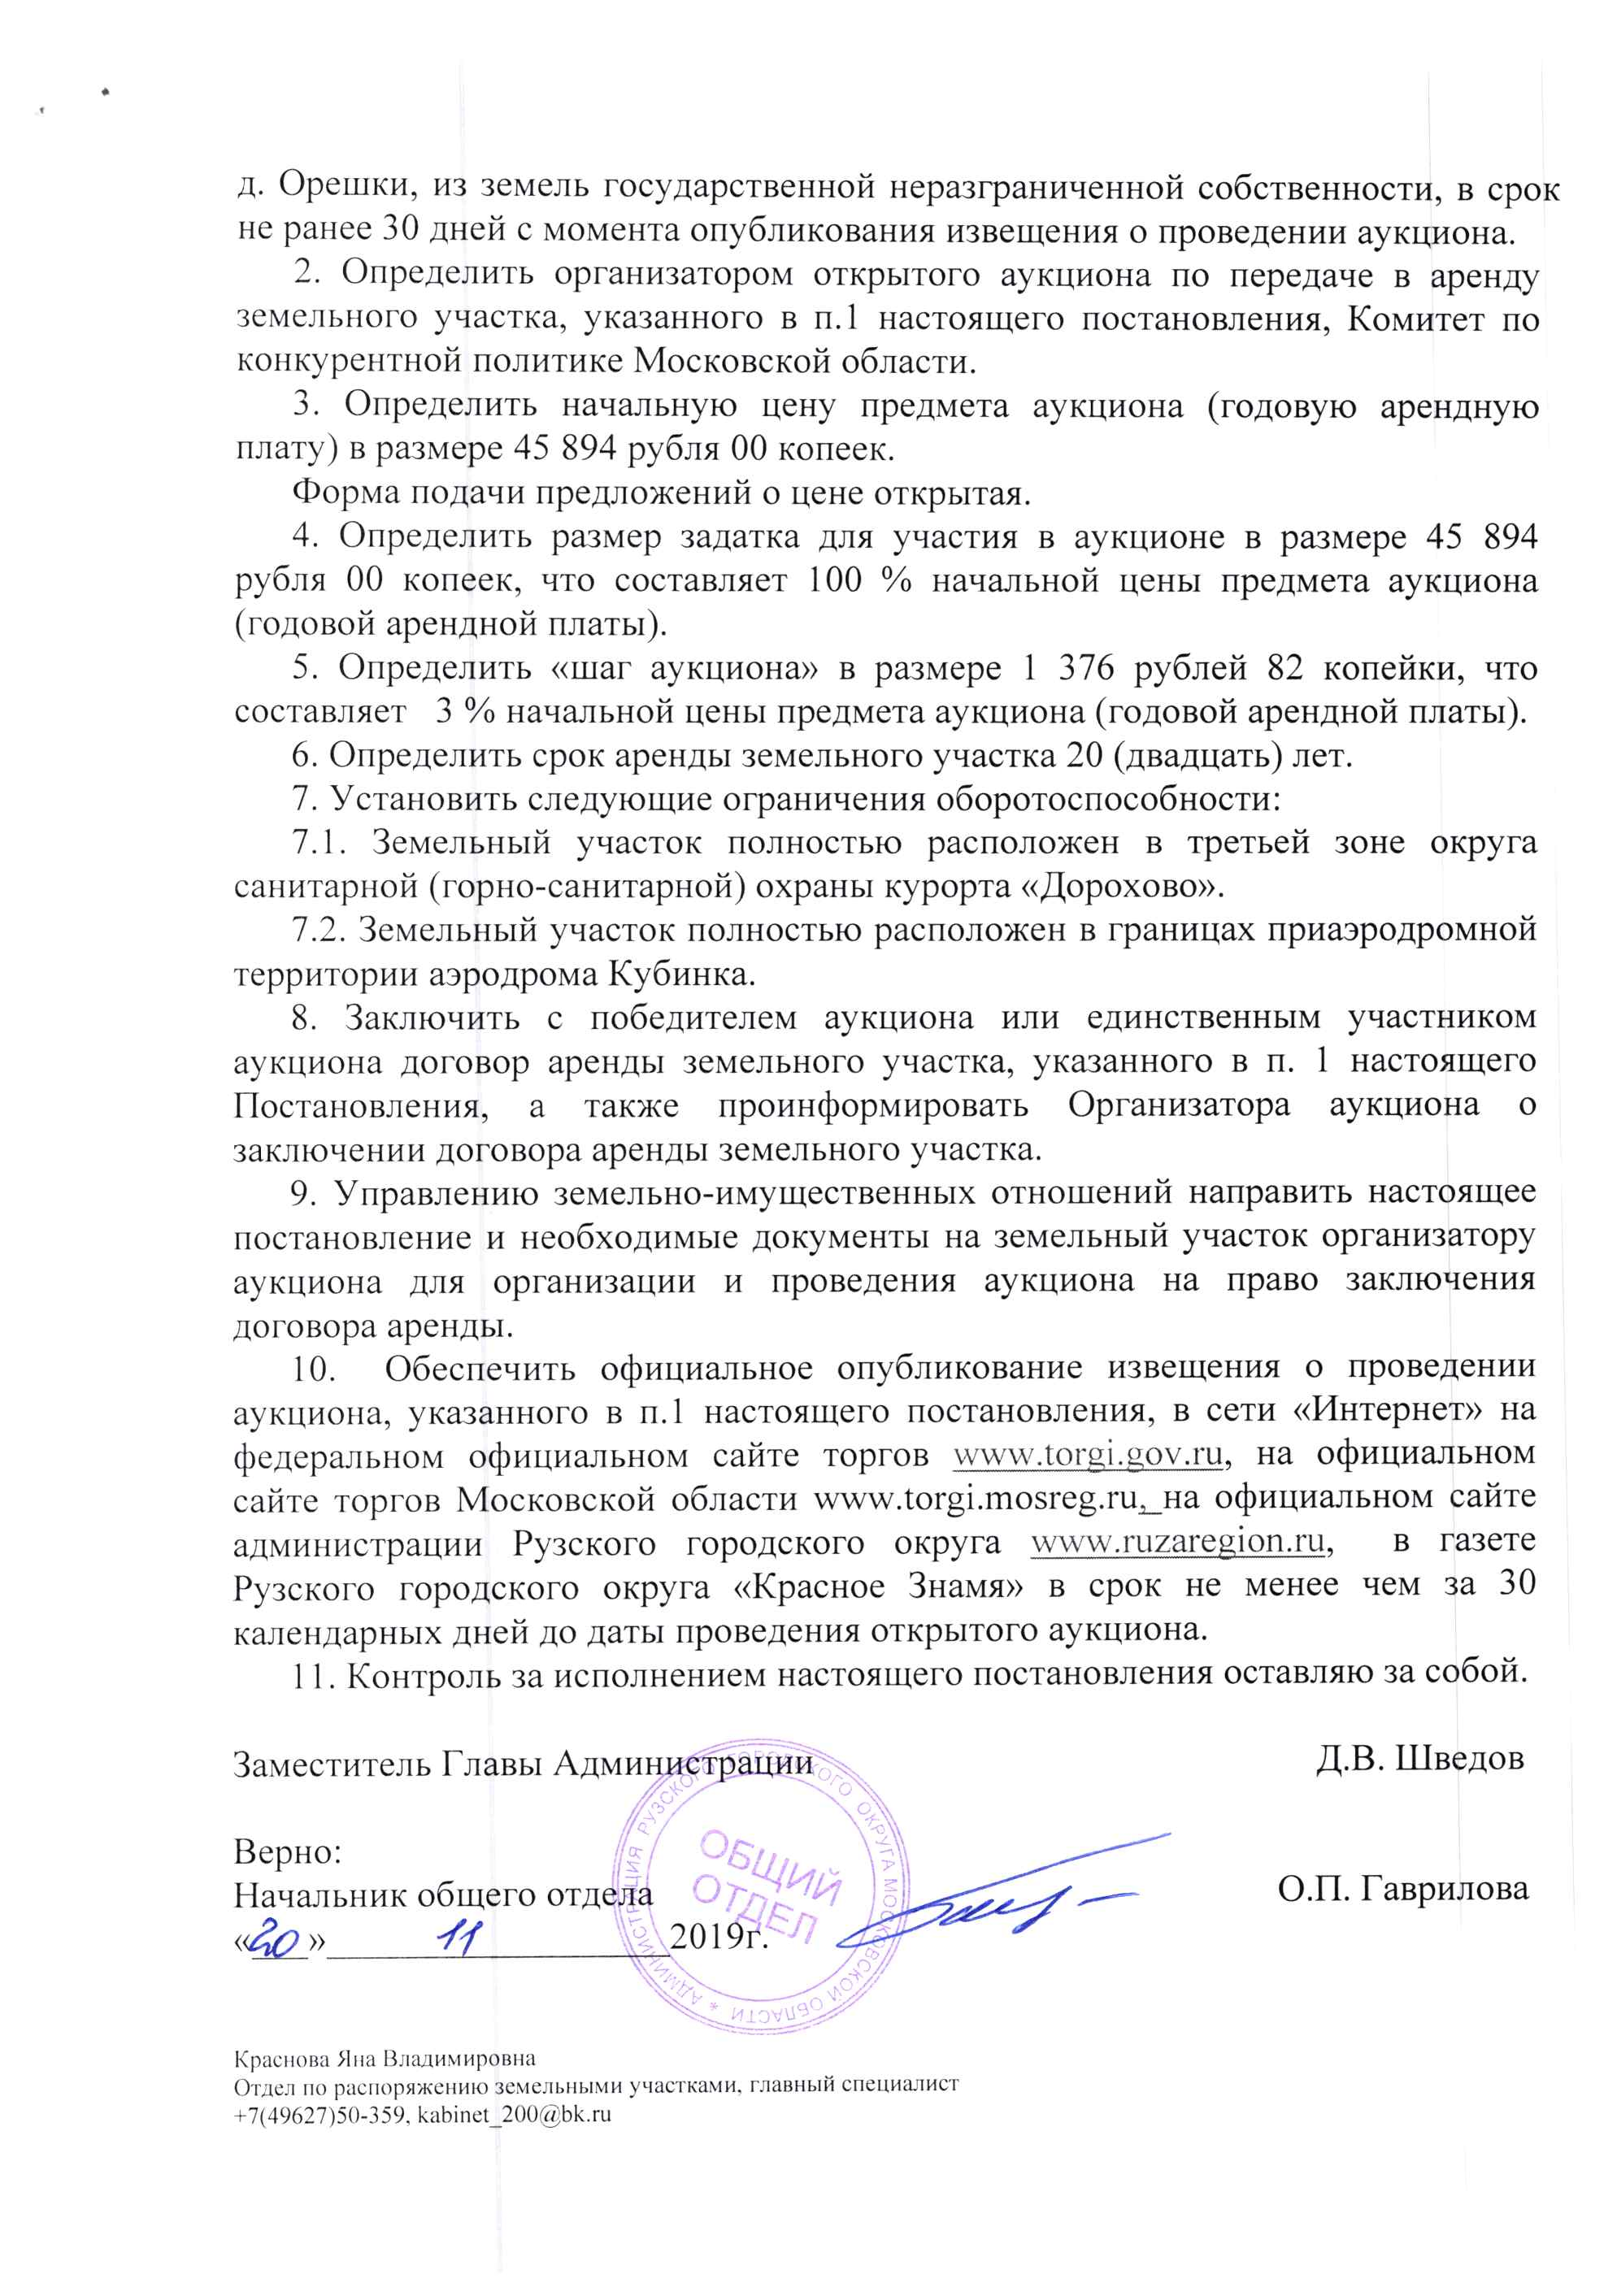 д. Орешки, из земель государственной неразграниченной собственности, в срок
не ранее 30 дней с момента опубликования извещения о проведении аукциона.
2. Определить организатором открытого аукциона по передаче в аренду
земельного участка, указанного в п.1 настоящего постановления, Комитет по
конкурентной политике Московской области.
3. Определить начальную цену предмета аукциона (годовую арендную
плату) в размере 45 894 рубля 00 копеек.
Форма подачи предложений о цене открытая.
4. Определить размер задатка для участия в аукционе в размере 45 894
рубля 00 копеек, что составляет 100 % начальной цены предмета аукциона
(годовой арендной платы).
5. Определить «шаг аукциона» в размере 1 376 рублей 82 копейки, что
составляет 3 % начальной цены предмета аукциона (годовой арендной платы).
6. Определить срок аренды земельного участка 20 (двадцать) лет.
7. Установить следующие ограничения оборотоспособности:
7.1. Земельный участок полностью расположен в третьей зоне округа
санитарной (горно-санитарной) охраны курорта «Дорохово».
7.2. Земельный участок полностью расположен в границах приаэродромной
территории аэродрома Кубинка.
8. Заключить с победителем аукциона или единственным участником
аукциона договор аренды земельного участка, указанного в п. 1 настоящего
Постановления, а также проинформировать Организатора аукциона о
заключении договора аренды земельного участка.
9. Управлению земельно-имущественных отношений направить настоящее
постановление и необходимые документы на земельный участок организатору
аукциона для организации и проведения аукциона на право заключения
договора аренды.
10. Обеспечить официальное опубликование извещения о проведении
аукциона, указанного в п.1 настоящего постановления, в сети «Интернет» на
федеральном официальном сайте торгов www.torgi.gov.ru, на официальном
сайте торгов Московской области www.torgi.mosreg.ru, на официальном сайте
администрации Рузского городского округа www.ruzaregion.ru, в газете
Рузского городского округа «Красное Знамя» в срок не менее чем за 30
календарных дней до даты проведения открытого аукциона.
11. Контроль за исполнением настоящего постановления оставляю за собой.
Заместитель Главы Администрации Д.В. Шведов
Верно:
Начальник общего отдела О.П. Гаврилова
«20» 11 2019г.
АДМИНИСТРАЦИЯ РУЗСКОГО ГОРОДСКОГО ОКРУГА МОСКОВСКОЙ ОБЛАСТИ *
ОБЩИЙ
ОТДЕЛ
Краснова Яна Владимировна
Отдел по распоряжению земельными участками, главный специалист
+7(49627)50-359, kabinet_200@bk.ru